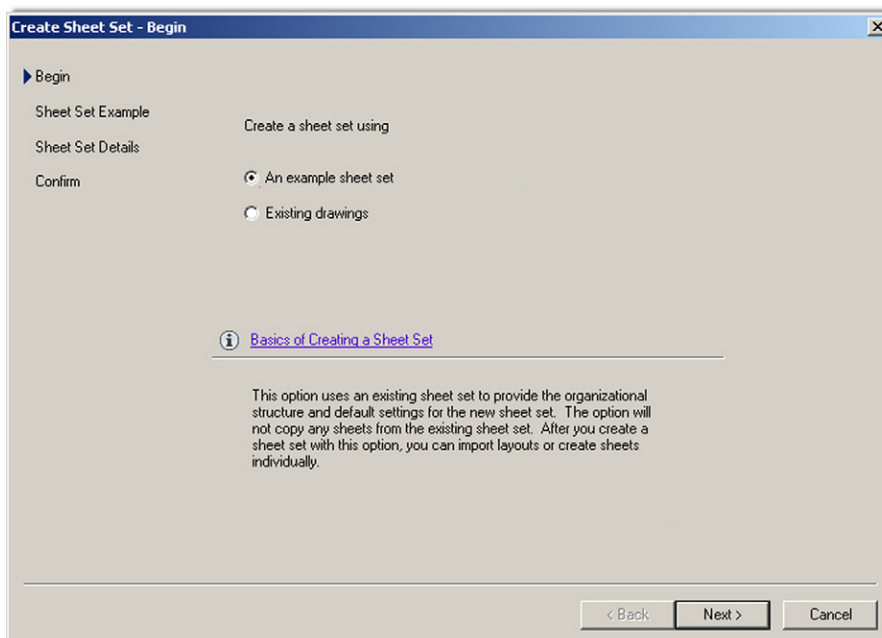 Create Sheet Set - Begin
Begin
Sheet Set Example
Sheet Set Details
Confirm
Create a sheet set using
An example sheet set
Existing drawings
Basics of Creating a Sheet Set
This option uses an existing sheet set to provide the organizational
structure and default settings for the new sheet set.  The option will
not copy any sheets from the existing sheet set.  After you create a
sheet set with this option, you can import layouts or create sheets
individually.
< Back
Next >
Cancel